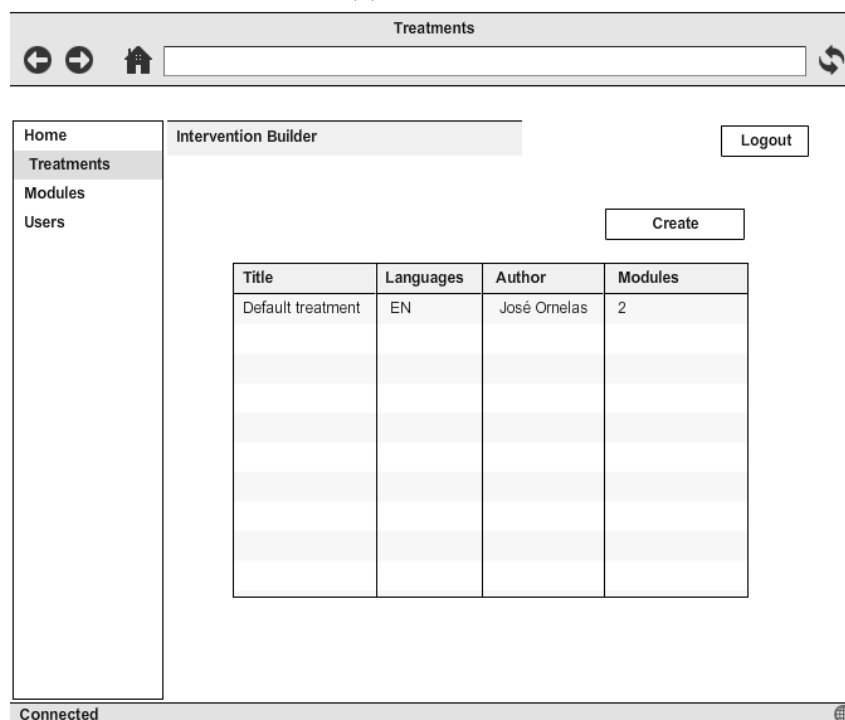 Treatments
Home
Treatments
Modules
Users
Intervention Builder
Logout
Create
Title Languages Author Modules
Default treatment EN José Ornelas 2
Connected